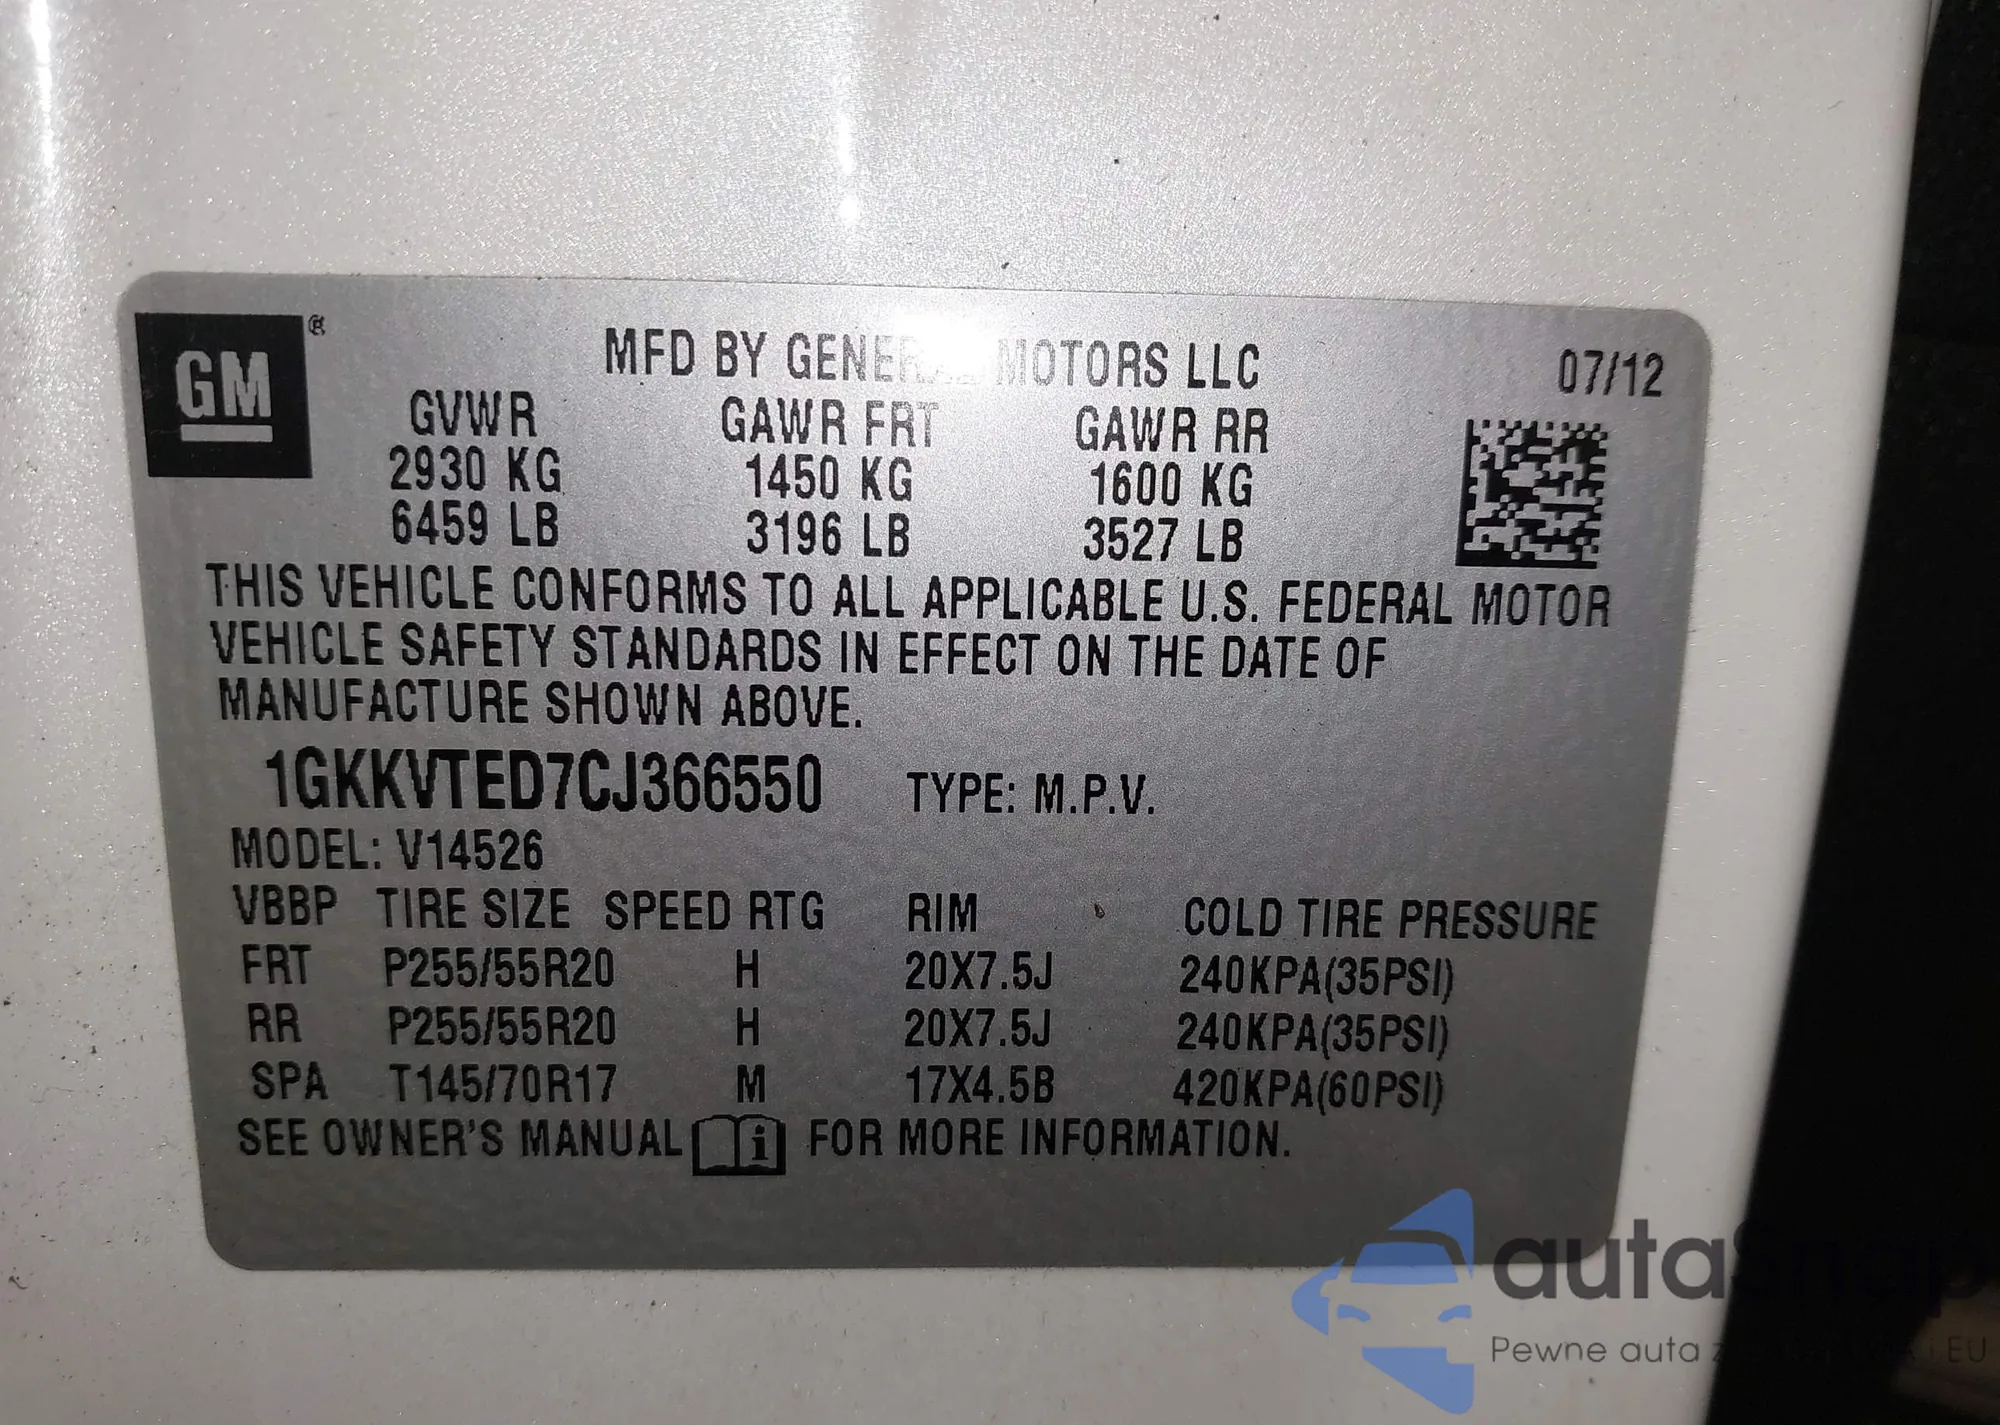 GM ®
MFD BY GENERAL MOTORS LLC 07/12
GVWR GAWR FRT GAWR RR
2930 KG 1450 KG 1600 KG
6459 LB 3196 LB 3527 LB
THIS VEHICLE CONFORMS TO ALL APPLICABLE U.S. FEDERAL MOTOR
VEHICLE SAFETY STANDARDS IN EFFECT ON THE DATE OF
MANUFACTURE SHOWN ABOVE.
1GKKVTED7CJ366550 TYPE: M.P.V.
MODEL: V14526
VBBP TIRE SIZE SPEED RTG RIM COLD TIRE PRESSURE
FRT P255/55R20 H 20X7.5J 240KPA(35PSI)
RR P255/55R20 H 20X7.5J 240KPA(35PSI)
SPA T145/70R17 M 17X4.5B 420KPA(60PSI)
SEE OWNER'S MANUAL i FOR MORE INFORMATION.
autasnap
Pewne auta z i EU